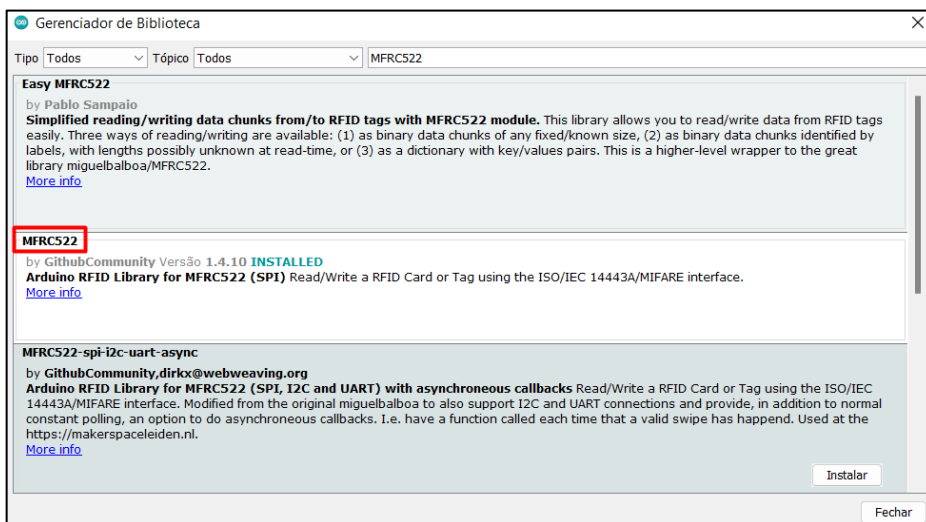 Gerenciador de Biblioteca
Tipo Todos Tópico Todos MFRC522
Easy MFRC522
by Pablo Sampaio
Simplified reading/writing data chunks from/to RFID tags with MFRC522 module. This library allows you to read/write data from RFID tags
easily. Three ways of reading/writing are available: (1) as binary data chunks of any fixed/known size, (2) as binary data chunks identified by
labels, with lengths possibly unknown at read-time, or (3) as a dictionary with key/values pairs. This is a higher-level wrapper to the great
library miguelbalboa/MFRC522.
More info
MFRC522
by GithubCommunity Versão 1.4.10 INSTALLED
Arduino RFID Library for MFRC522 (SPI) Read/Write a RFID Card or Tag using the ISO/IEC 14443A/MIFARE interface.
More info
MFRC522-spi-i2c-uart-async
by GithubCommunity,dirkx@webweaving.org
Arduino RFID Library for MFRC522 (SPI, I2C and UART) with asynchroneous callbacks Read/Write a RFID Card or Tag using the ISO/IEC
14443A/MIFARE interface. Modified from the original miguelbalboa to also support I2C and UART connections and provide, in addition to normal
constant polling, an option to do asynchroneous callbacks. I.e. have a function called each time that a valid swipe has happend. Used at the
https://makerspaceleiden.nl.
More info
Instalar
Fechar